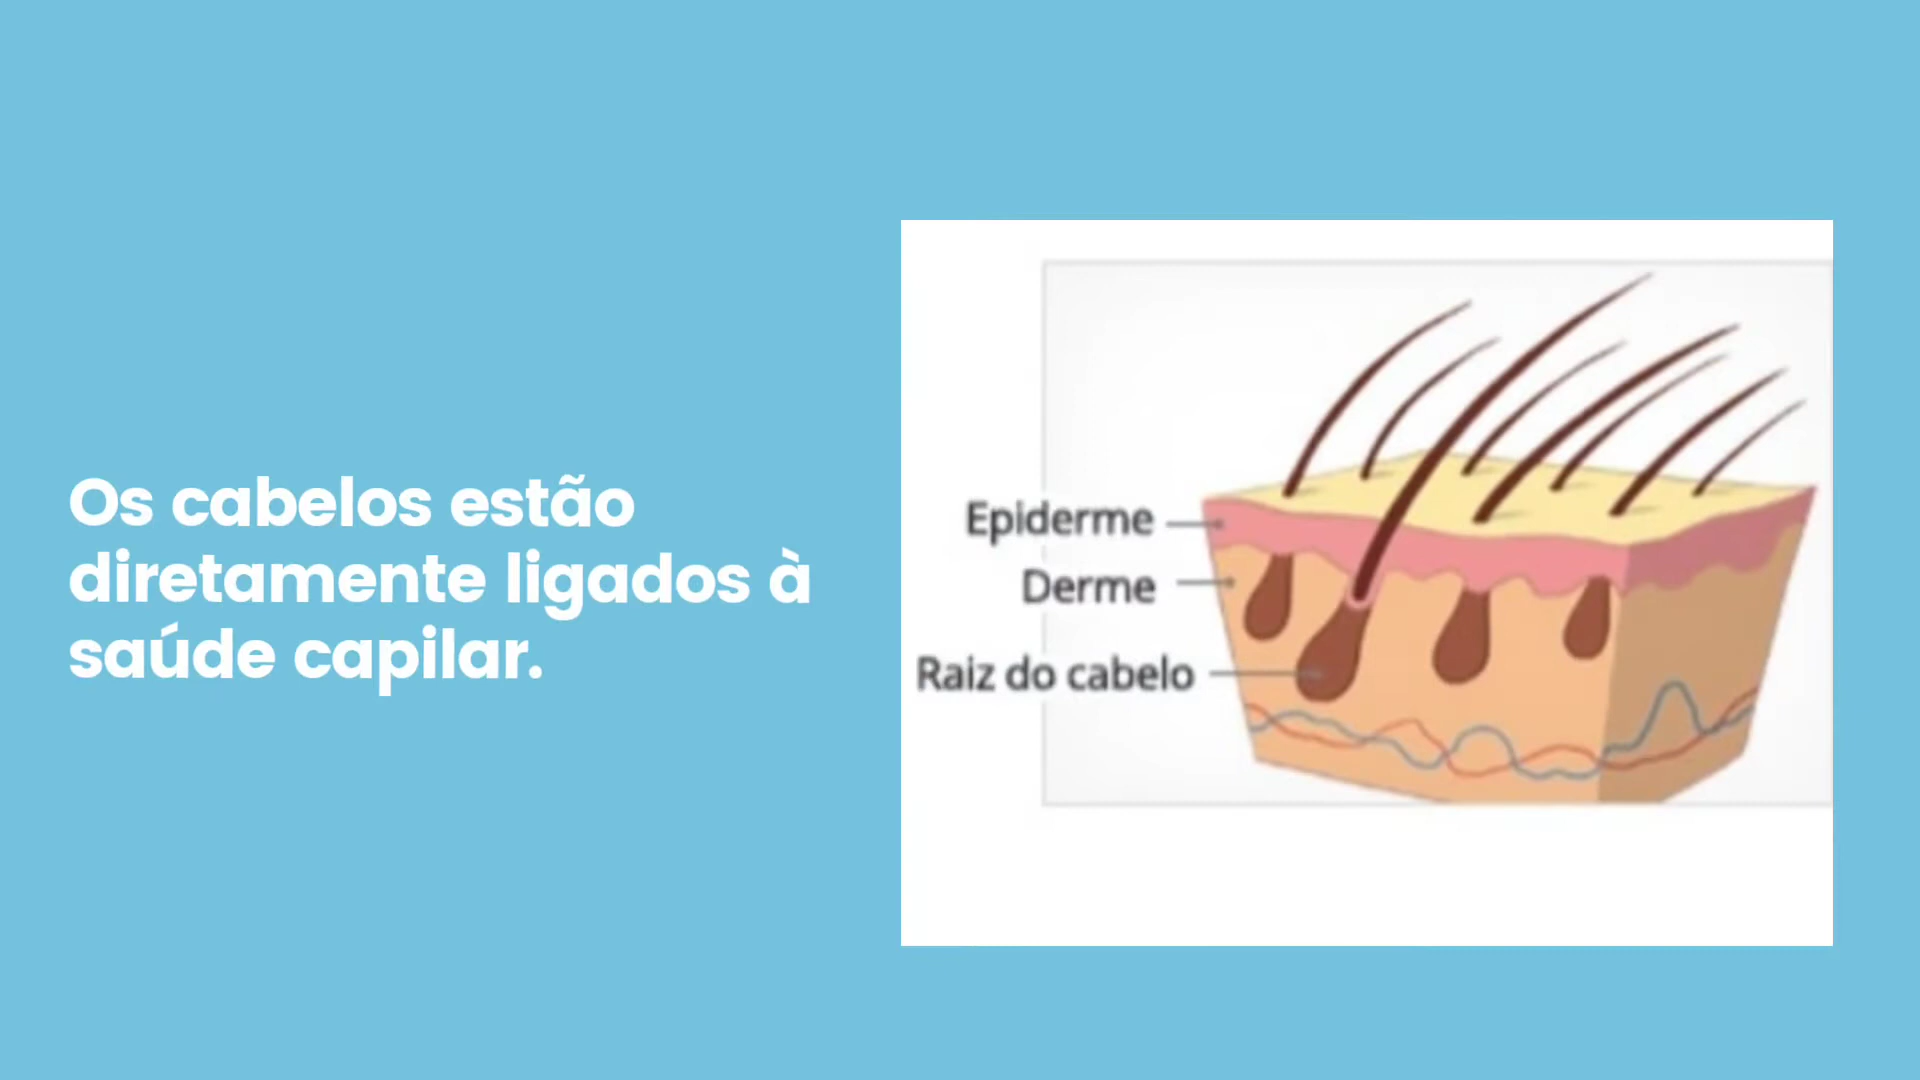 Os cabelos estão
diretamente ligados à
saúde capilar.
Epiderme
Derme
Raiz do cabelo